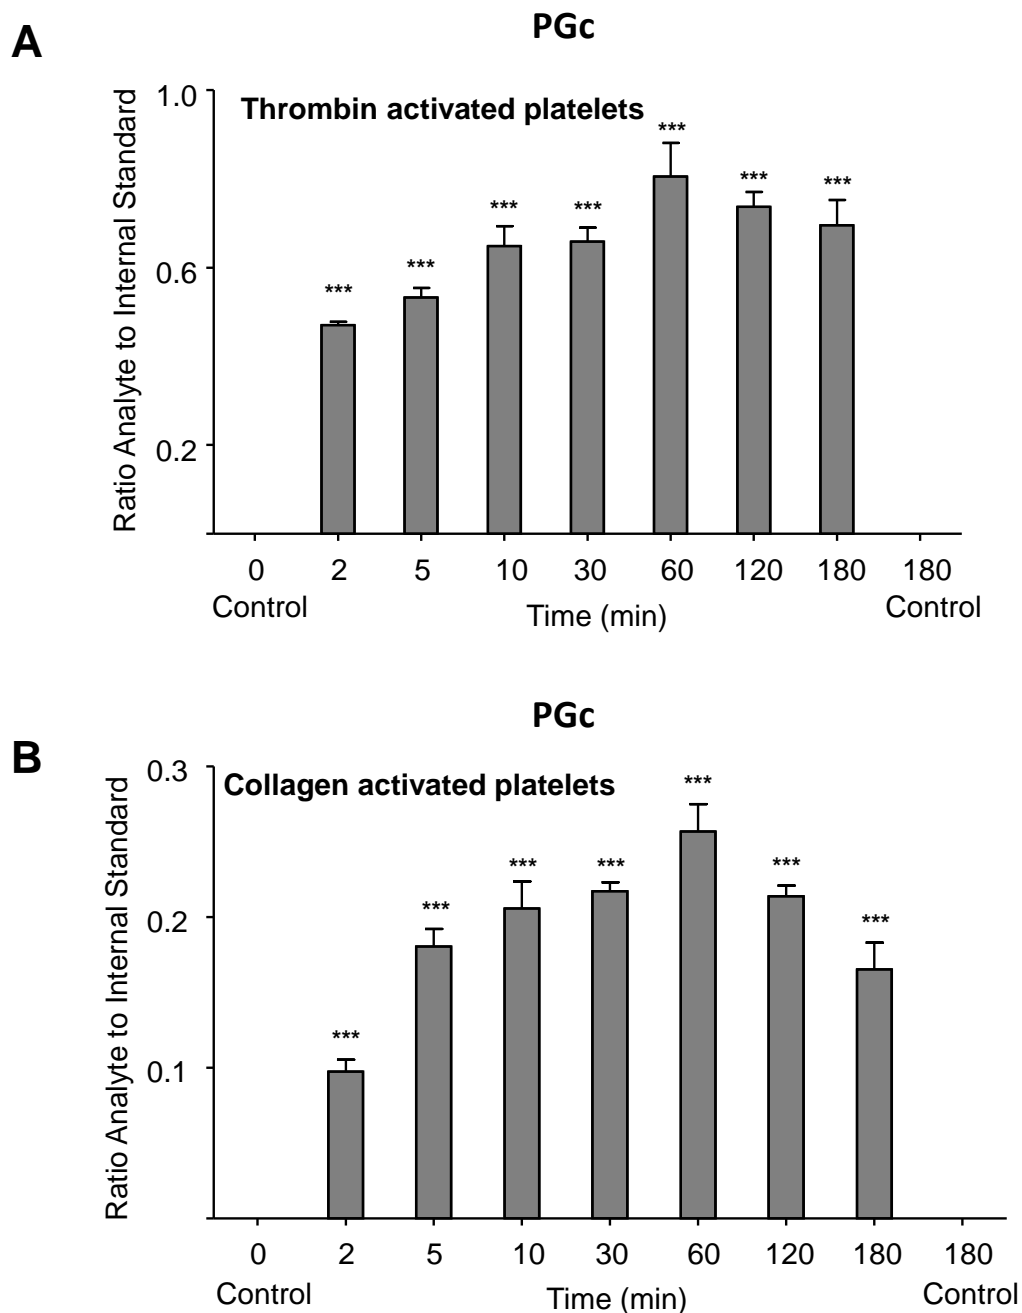 PGc
A
Thrombin activated platelets
Ratio Analyte to Internal Standard
1.0
0.6
0.2
*** *** *** *** *** *** ***
0 2 5 10 30 60 120 180 180
Control Control
Time (min)
PGc
B
Collagen activated platelets
Ratio Analyte to Internal Standard
0.3
0.2
0.1
*** *** *** *** *** *** ***
0 2 5 10 30 60 120 180 180
Control Control
Time (min)